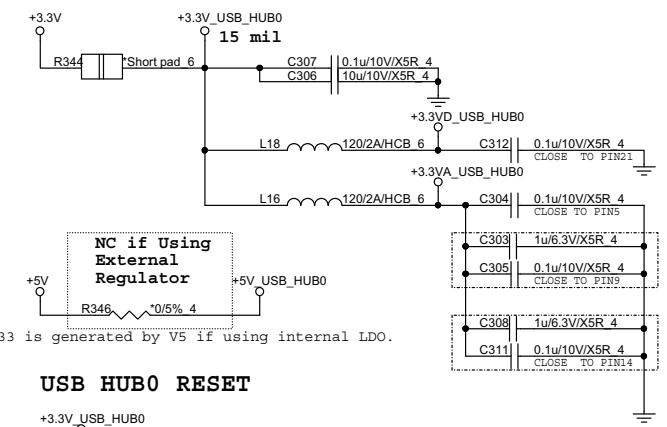 +3.3V
+3.3V_USB_HUB0
15 mil
R344
*Short pad_6
C307
0.1u/10V/X5R_4
C306
10u/10V/X5R_4
+3.3VD_USB_HUB0
L18
120/2A/HCB_6
C312
0.1u/10V/X5R_4
CLOSE TO PIN21
+3.3VA_USB_HUB0
L16
120/2A/HCB_6
C304
0.1u/10V/X5R_4
CLOSE TO PIN5
C303
1u/6.3V/X5R_4
C305
0.1u/10V/X5R_4
CLOSE TO PIN9
C308
1u/6.3V/X5R_4
C311
0.1u/10V/X5R_4
CLOSE TO PIN14
NC if Using
External
Regulator
+5V
+5V_USB_HUB0
R346
*0/5%_4
33 is generated by V5 if using internal LDO.
USB HUB0 RESET
+3.3V_USB_HUB0